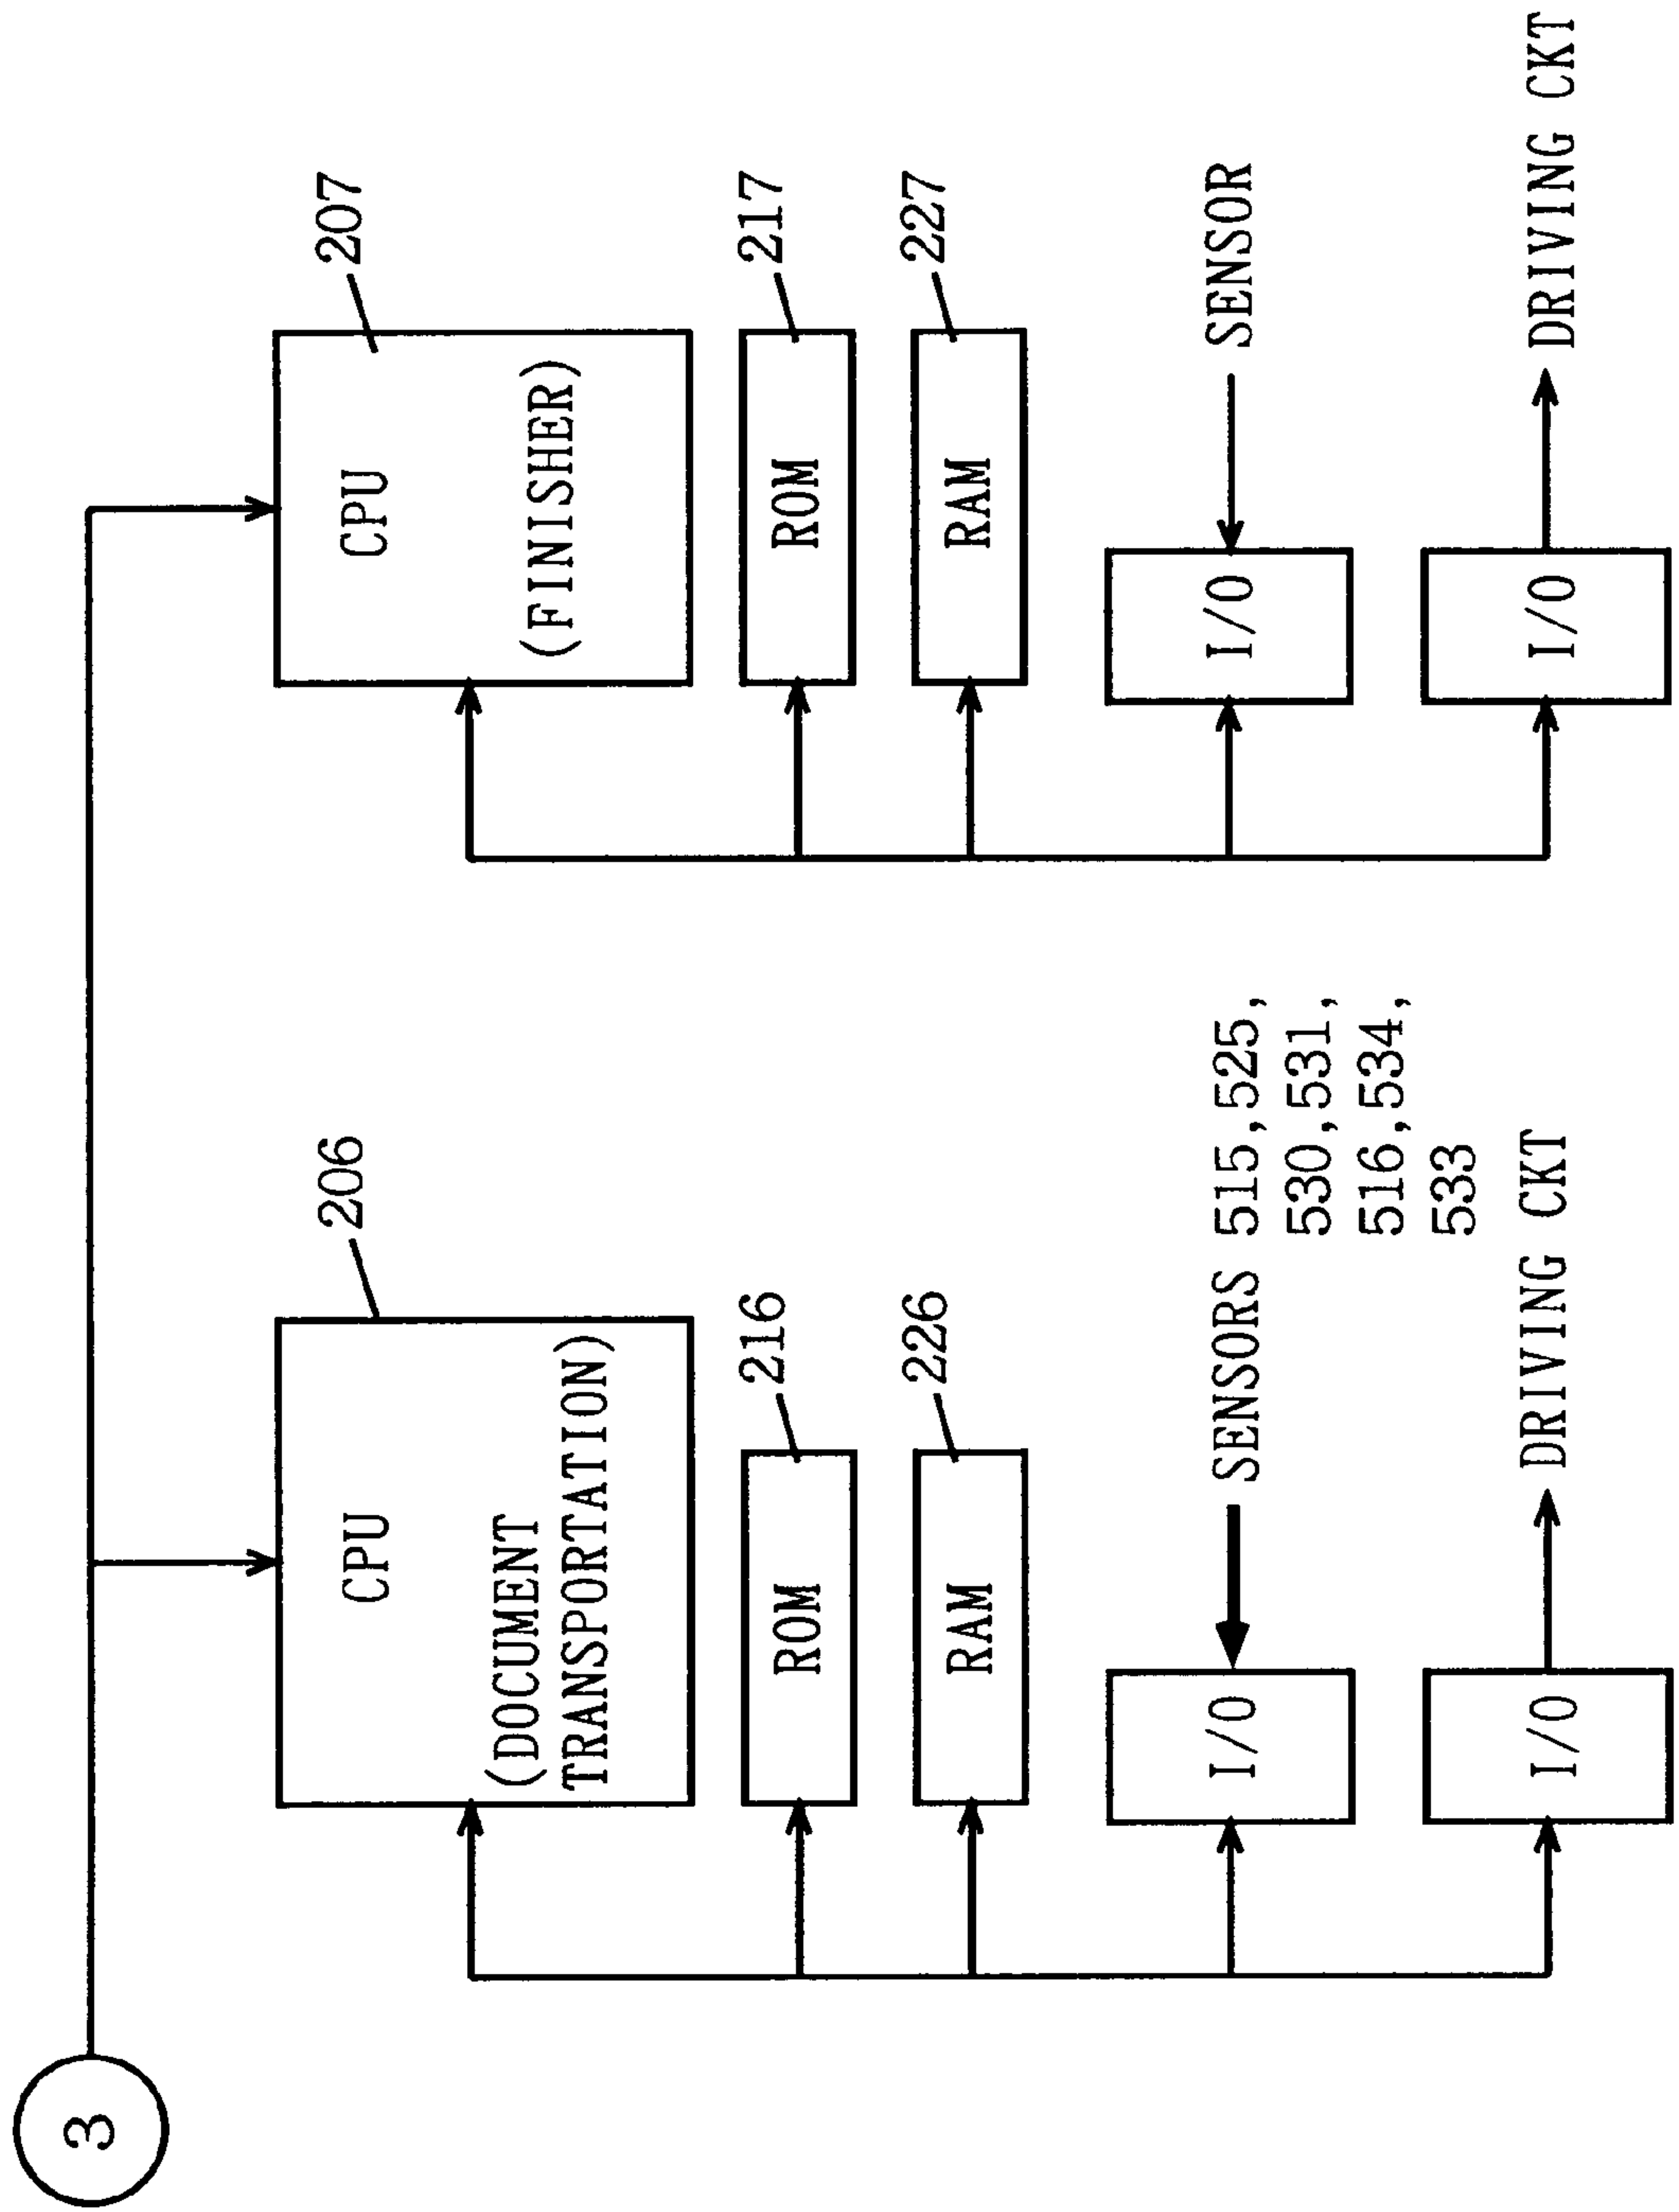 3
206
CPU
(DOCUMENT
TRANSPORTATION)
216
ROM
226
RAM
I/O
SENSORS 515,525,
530,531,
516,534,
533
I/O
DRIVING CKT
207
CPU
(FINISHER)
217
ROM
227
RAM
I/O
SENSOR
I/O
DRIVING CKT